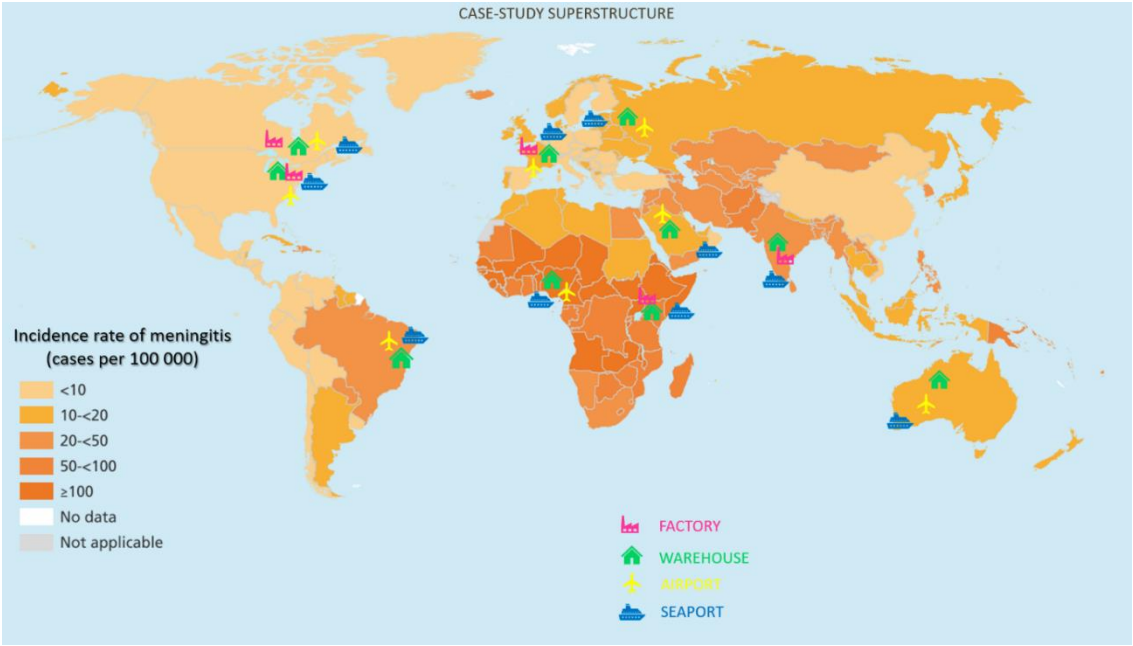 CASE-STUDY SUPERSTRUCTURE
Incidence rate of meningitis
(cases per 100 000)
<10
10-<20
20-<50
50-<100
≥100
No data
Not applicable
FACTORY
WAREHOUSE
AIRPORT
SEAPORT